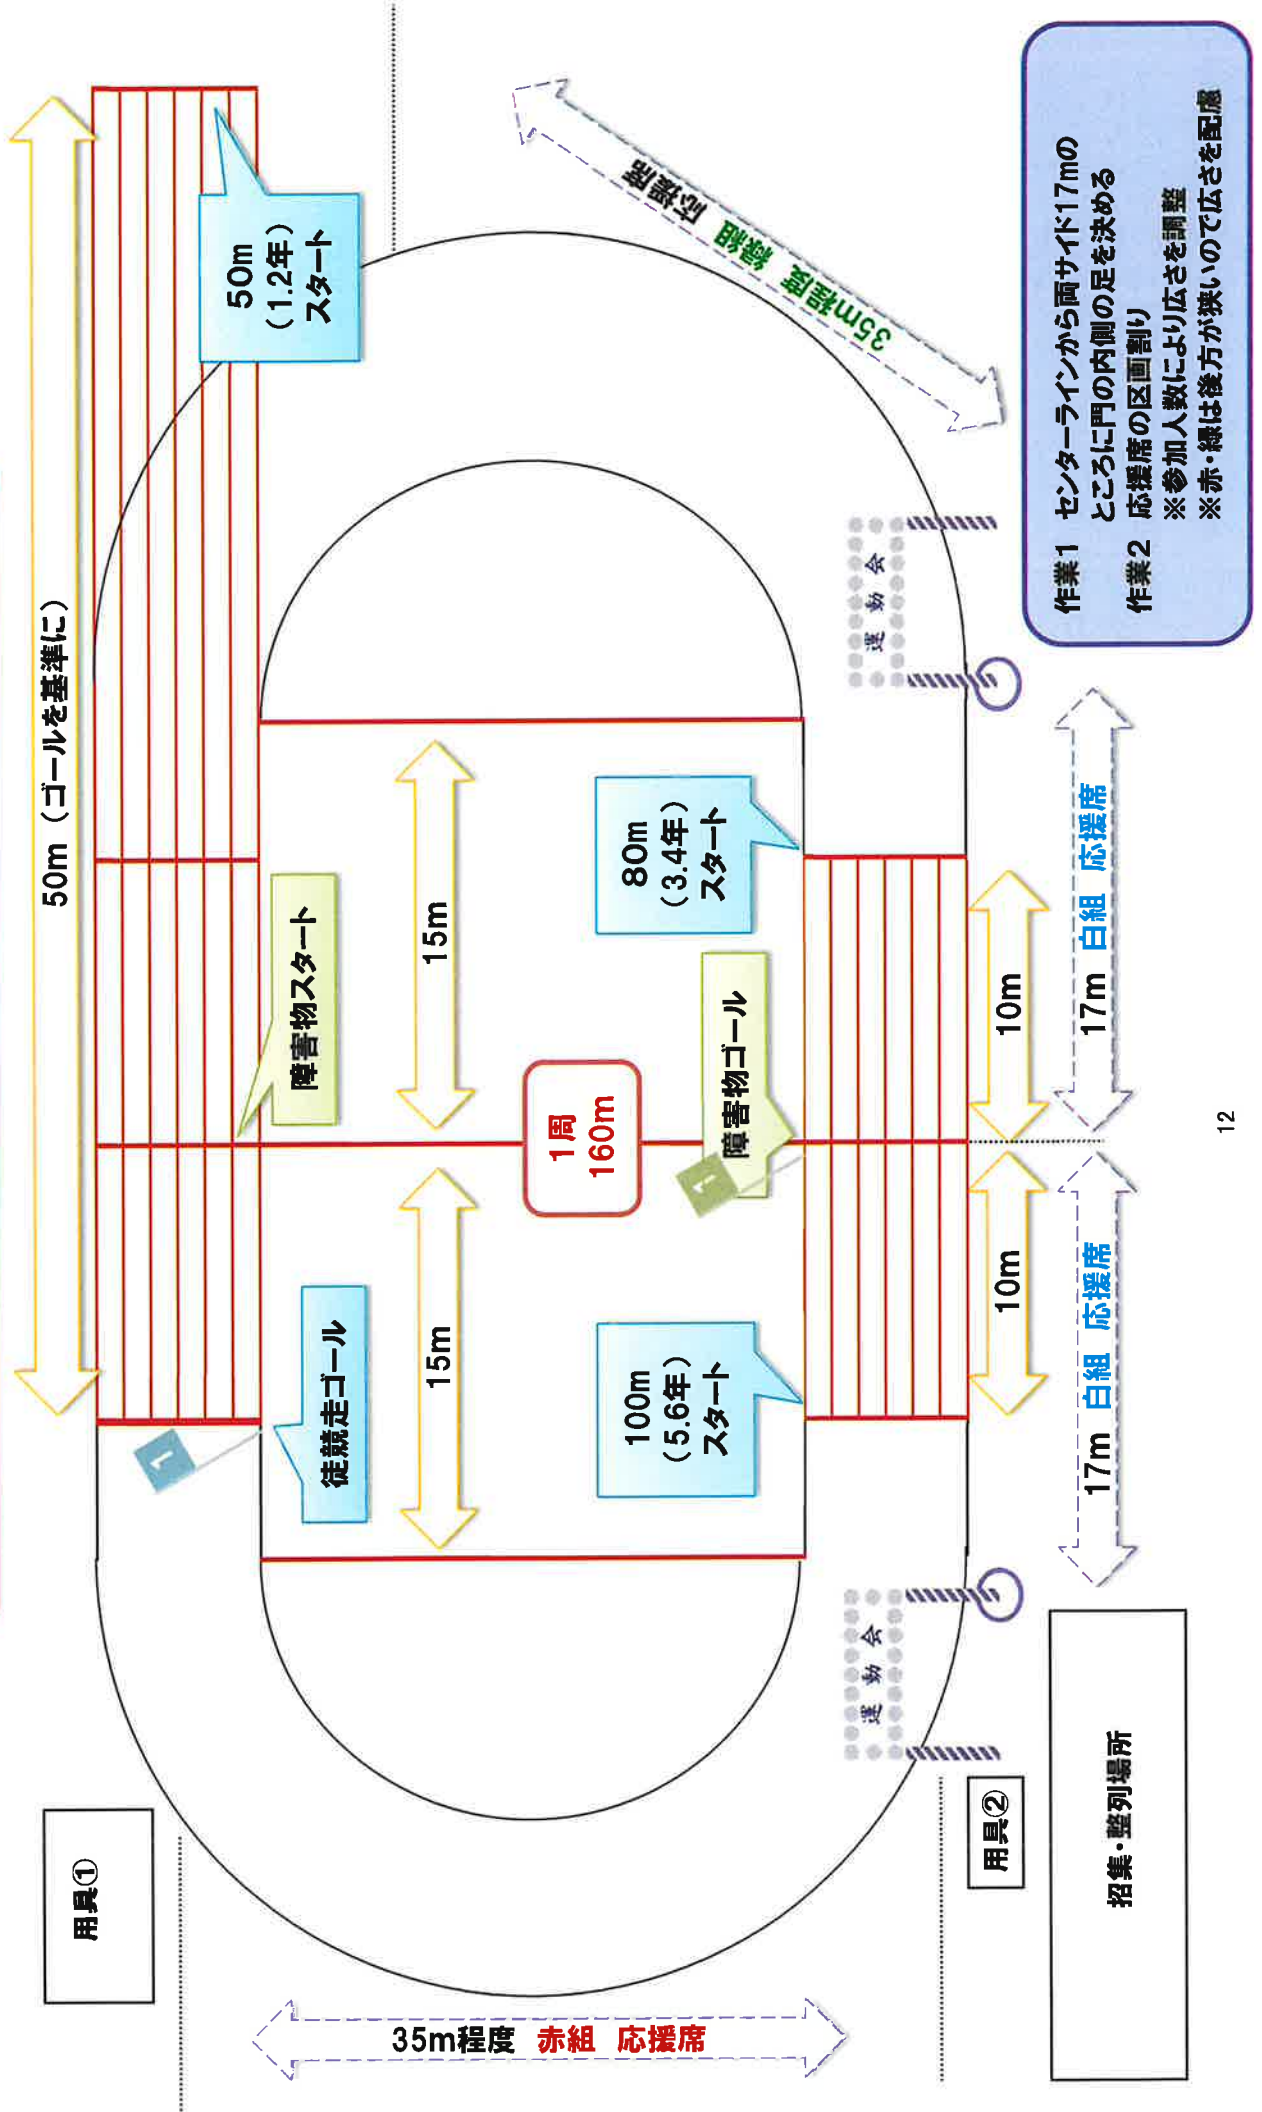 50m（ゴールを基準に）
用具①
1
50m
（1.2年）
スタート
徒競走ゴール
障害物スタート
15m
15m
35m程度 赤組 応援席
1周
160m
35m程度 緑組 応援席
100m
（5.6年）
スタート
1
障害物ゴール
80m
（3.4年）
スタート
運動会
運動会
用具②
10m
10m
招集・整列場所
17m 白組 応援席
17m 白組 応援席
作業1 センターラインから両サイド17mの
ところに門の内側の足を決める
作業2 応援席の区画割り
※参加人数により広さを調整
※赤・緑は後方が狭いので広さを配慮
12